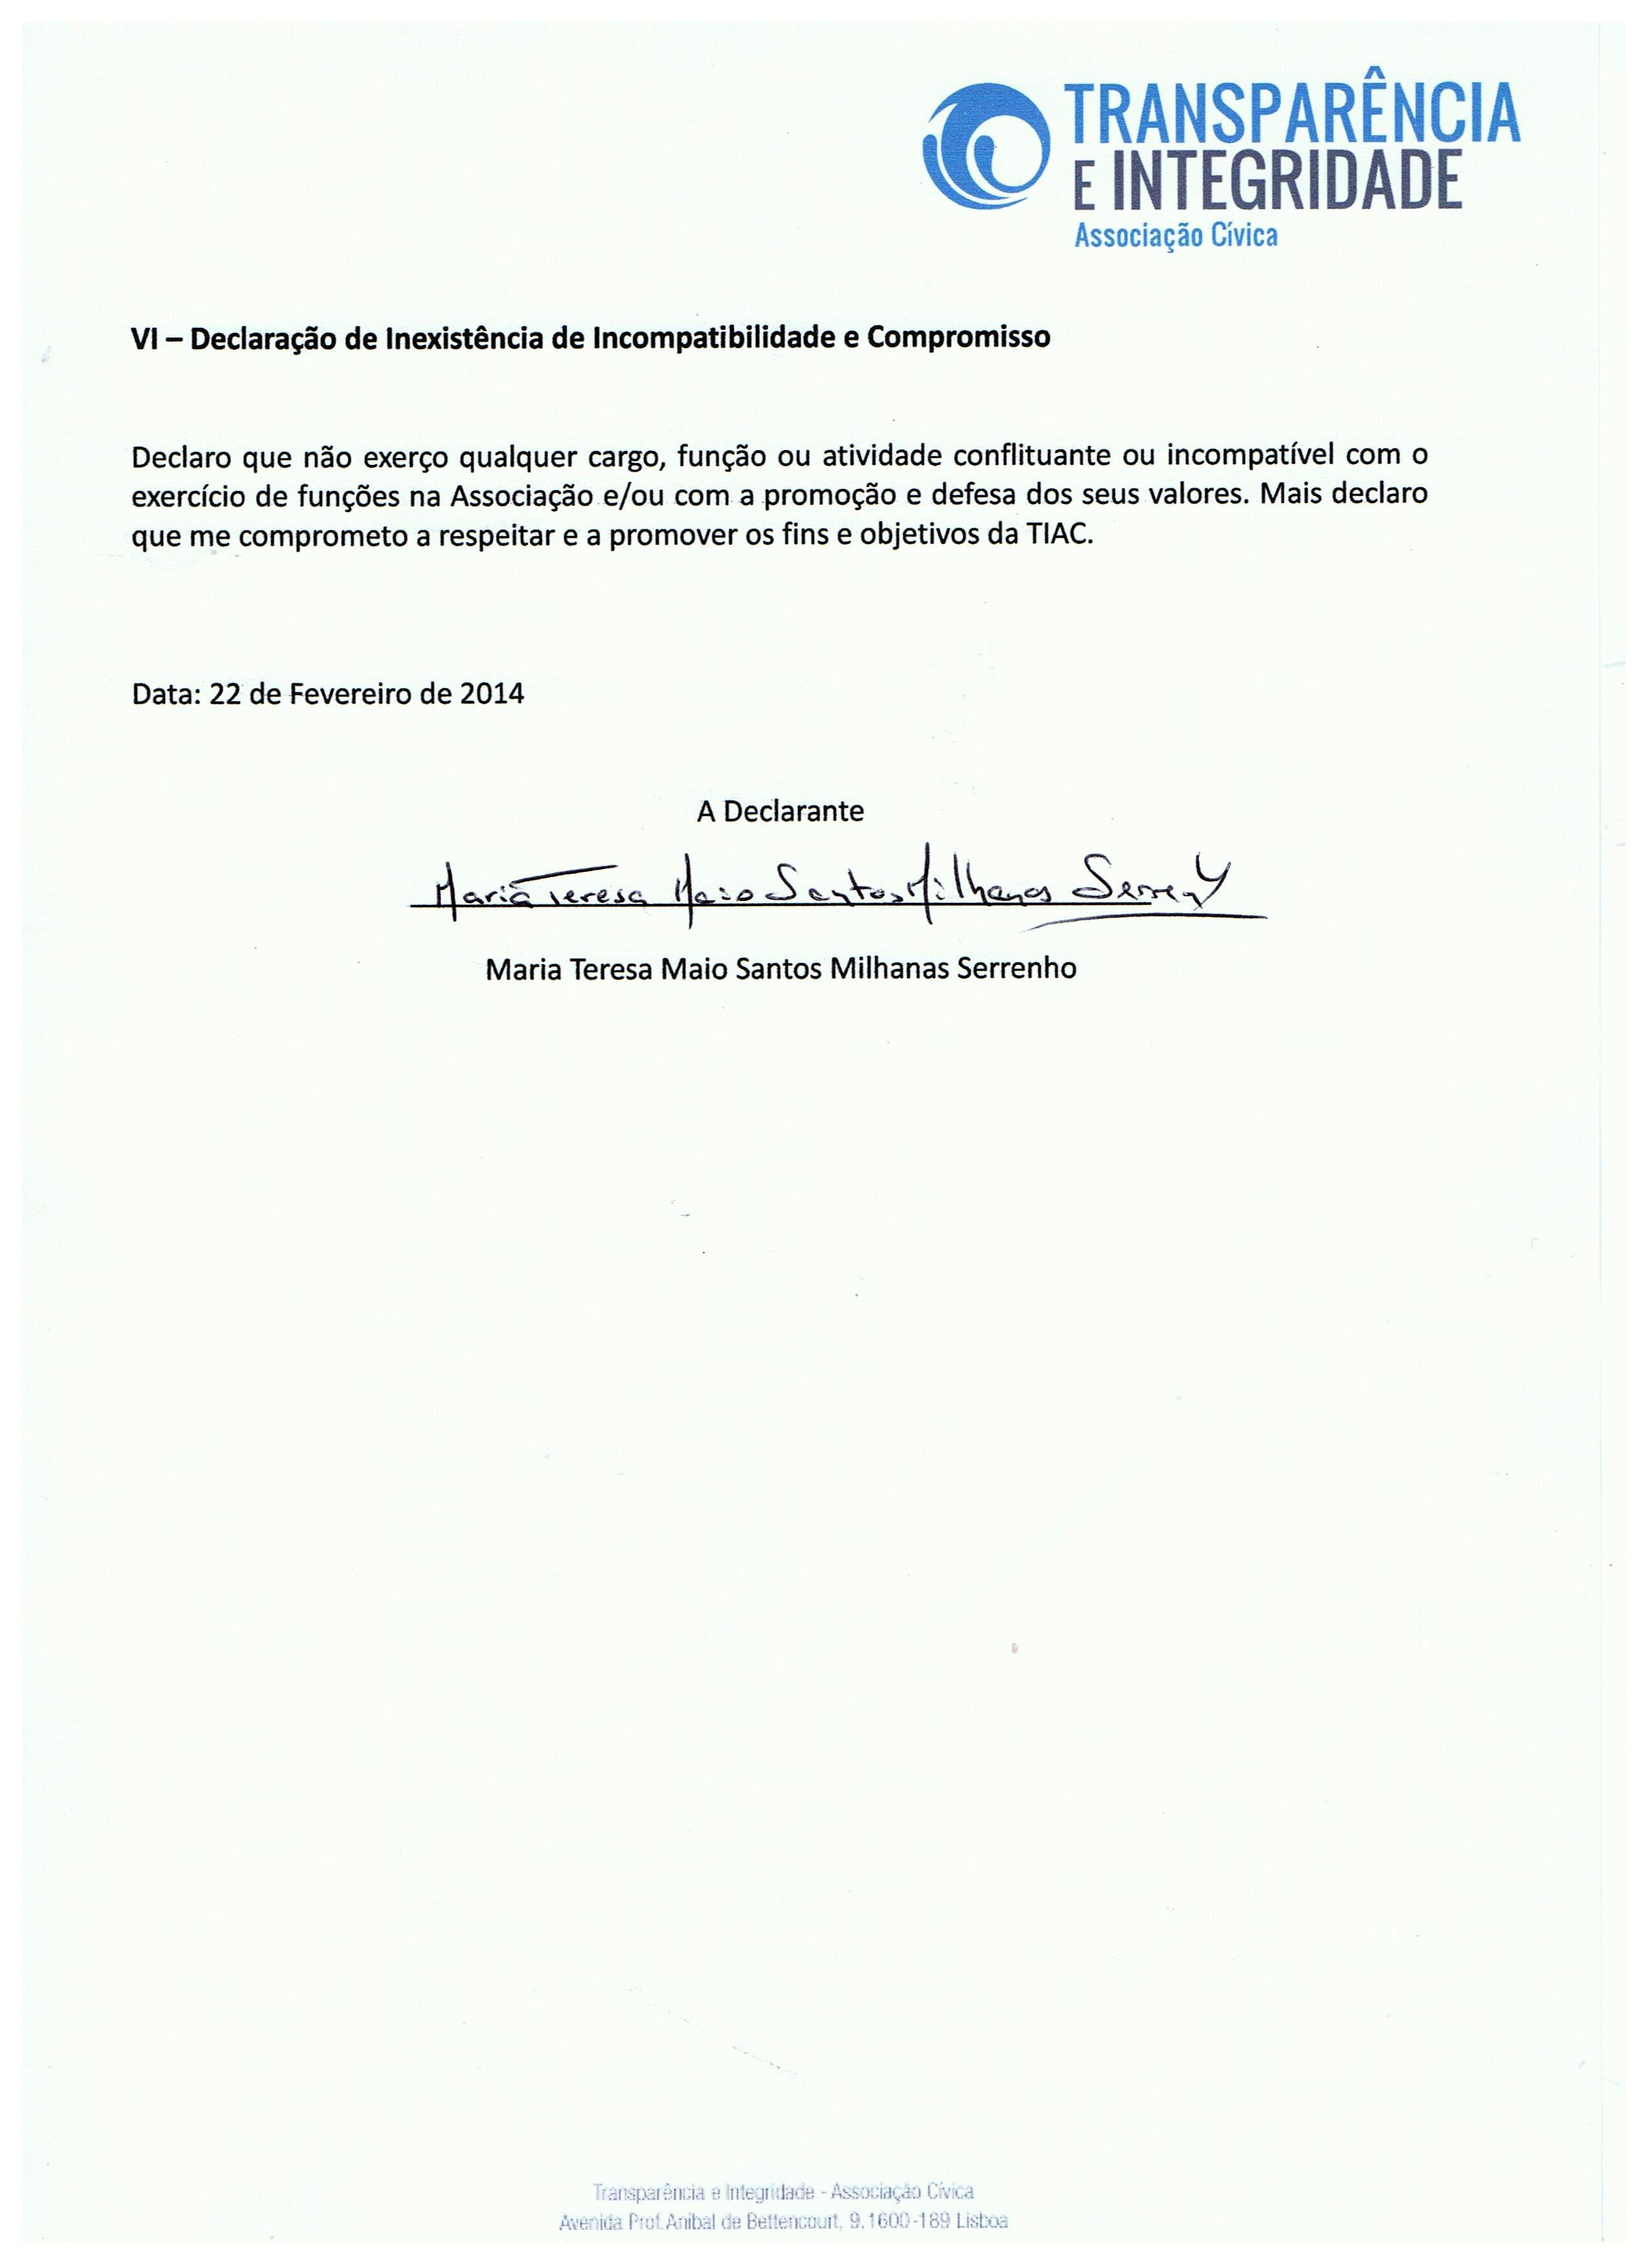 TRANSPARÊNCIA
E INTEGRIDADE
Associação Cívica
VI – Declaração de Inexistência de Incompatibilidade e Compromisso
Declaro que não exerço qualquer cargo, função ou atividade conflituante ou incompatível com o
exercício de funções na Associação e/ou com a promoção e defesa dos seus valores. Mais declaro
que me comprometo a respeitar e a promover os fins e objetivos da TIAC.
Data: 22 de Fevereiro de 2014
A Declarante
Maria Teresa Maio Santos Milhanas Serrenho
Maria Teresa Maio Santos Milhanas Serrenho
Transparência e Integridade - Associação Cívica
Avenida Prof. Anibal de Bettencourt, 9. 1600-189 Lisboa